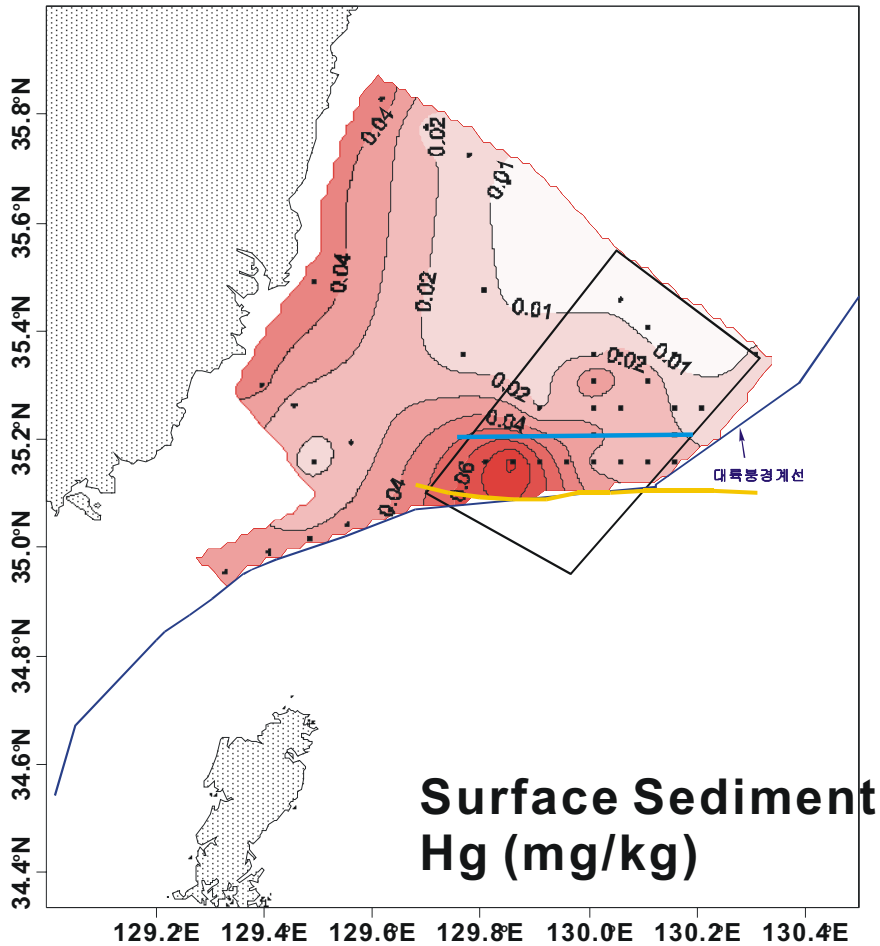 35.8°N
35.6°N
35.4°N
35.2°N
35.0°N
34.8°N
34.6°N
34.4°N
0.04
0.02
0.01
0.04
0.02
0.01
0.01
0.02
0.02
0.04
0.06
0.04
대륙붕경계선
Surface Sediment
Hg (mg/kg)
129.2E 129.4E 129.6E 129.8E 130.0E 130.2E 130.4E